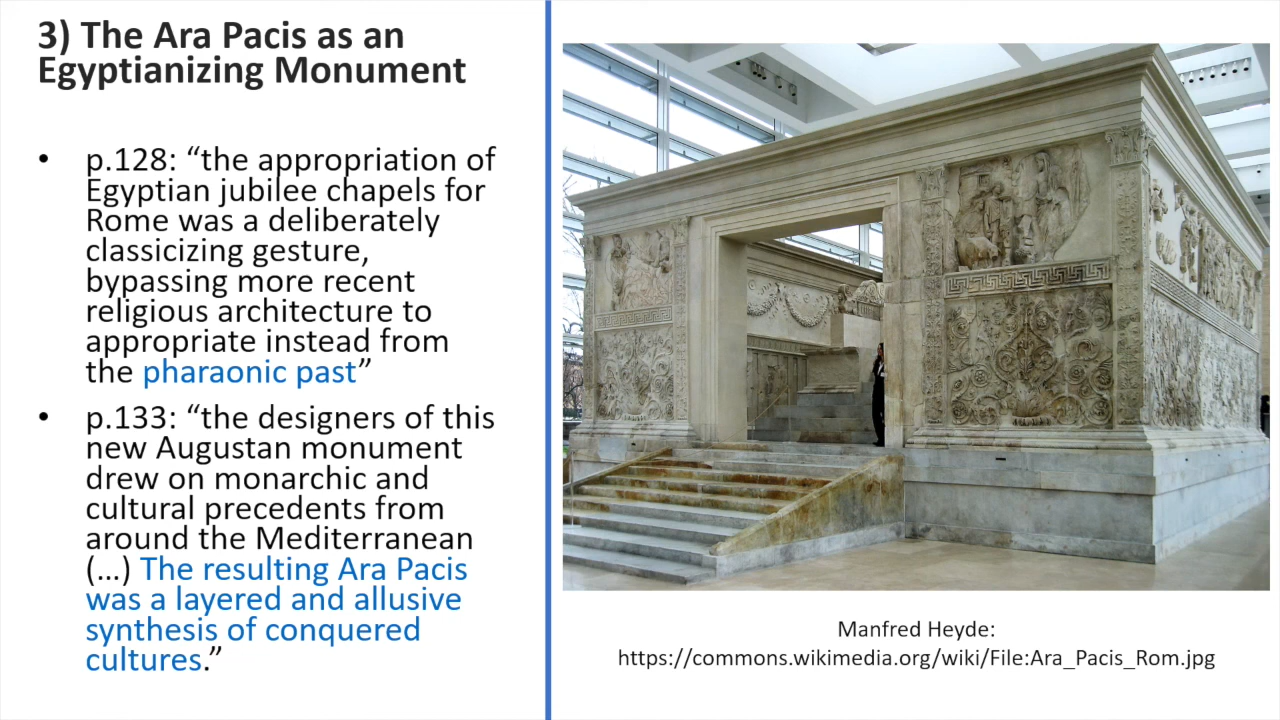 3) The Ara Pacis as an
Egyptianizing Monument
• p.128: “the appropriation of
Egyptian jubilee chapels for
Rome was a deliberately
classicizing gesture,
bypassing more recent
religious architecture to
appropriate instead from
the pharaonic past”
• p.133: “the designers of this
new Augustan monument
drew on monarchic and
cultural precedents from
around the Mediterranean
(…) The resulting Ara Pacis
was a layered and allusive
synthesis of conquered
cultures.”
Manfred Heyde:
https://commons.wikimedia.org/wiki/File:Ara_Pacis_Rom.jpg